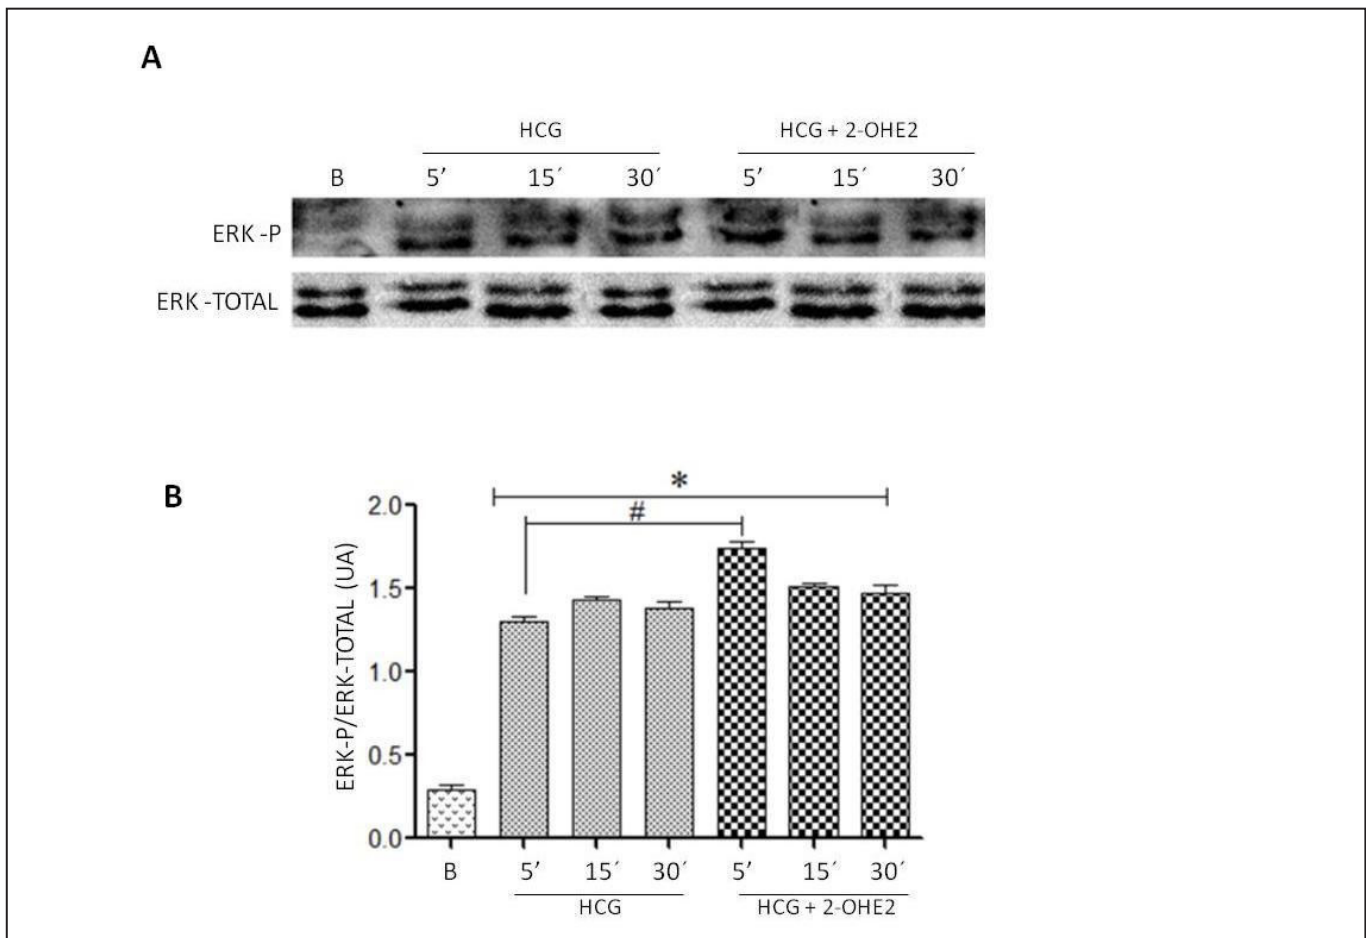 A
HCG HCG + 2-OHE2
B 5’ 15´ 30´ 5’ 15´ 30´
ERK -P
ERK -TOTAL
B
*
#
ERK-P/ERK-TOTAL (UA)
2.0
1.5
1.0
0.5
0.0
B 5’ 15´ 30´ 5’ 15´ 30´
HCG HCG + 2-OHE2